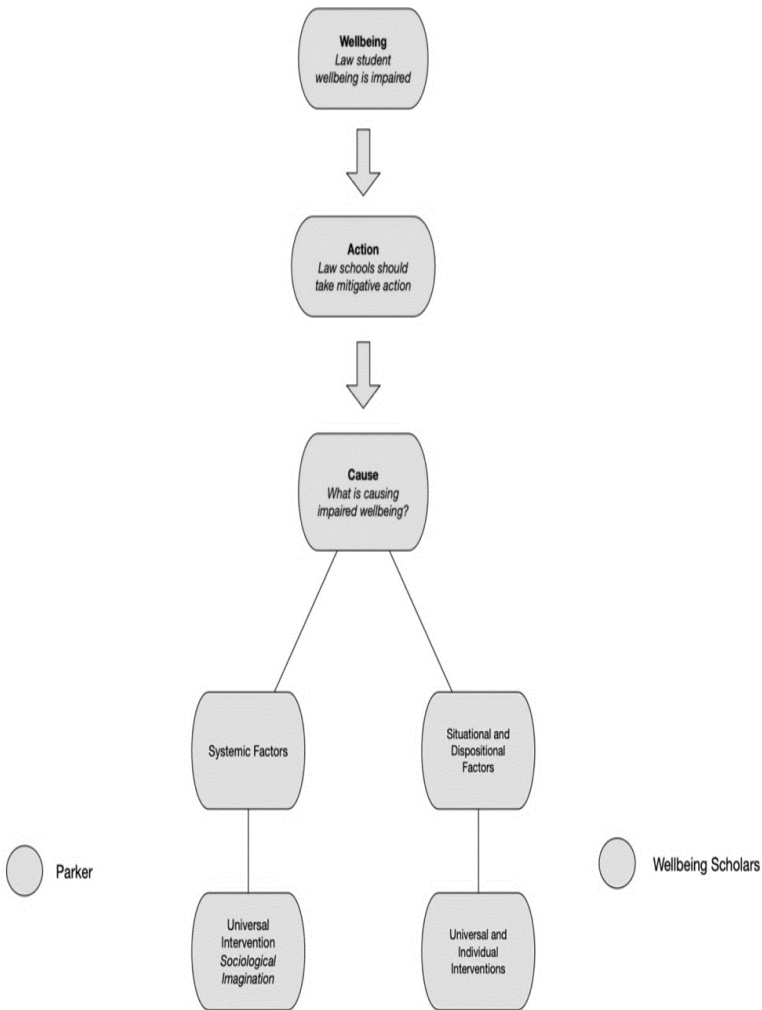 Wellbeing
Law student
wellbeing is impaired
Action
Law schools should
take mitigative action
Cause
What is causing
impaired wellbeing?
Systemic Factors
Situational and
Dispositional
Factors
Parker
Wellbeing Scholars
Universal
Intervention
Sociological
Imagination
Universal and
Individual
Interventions